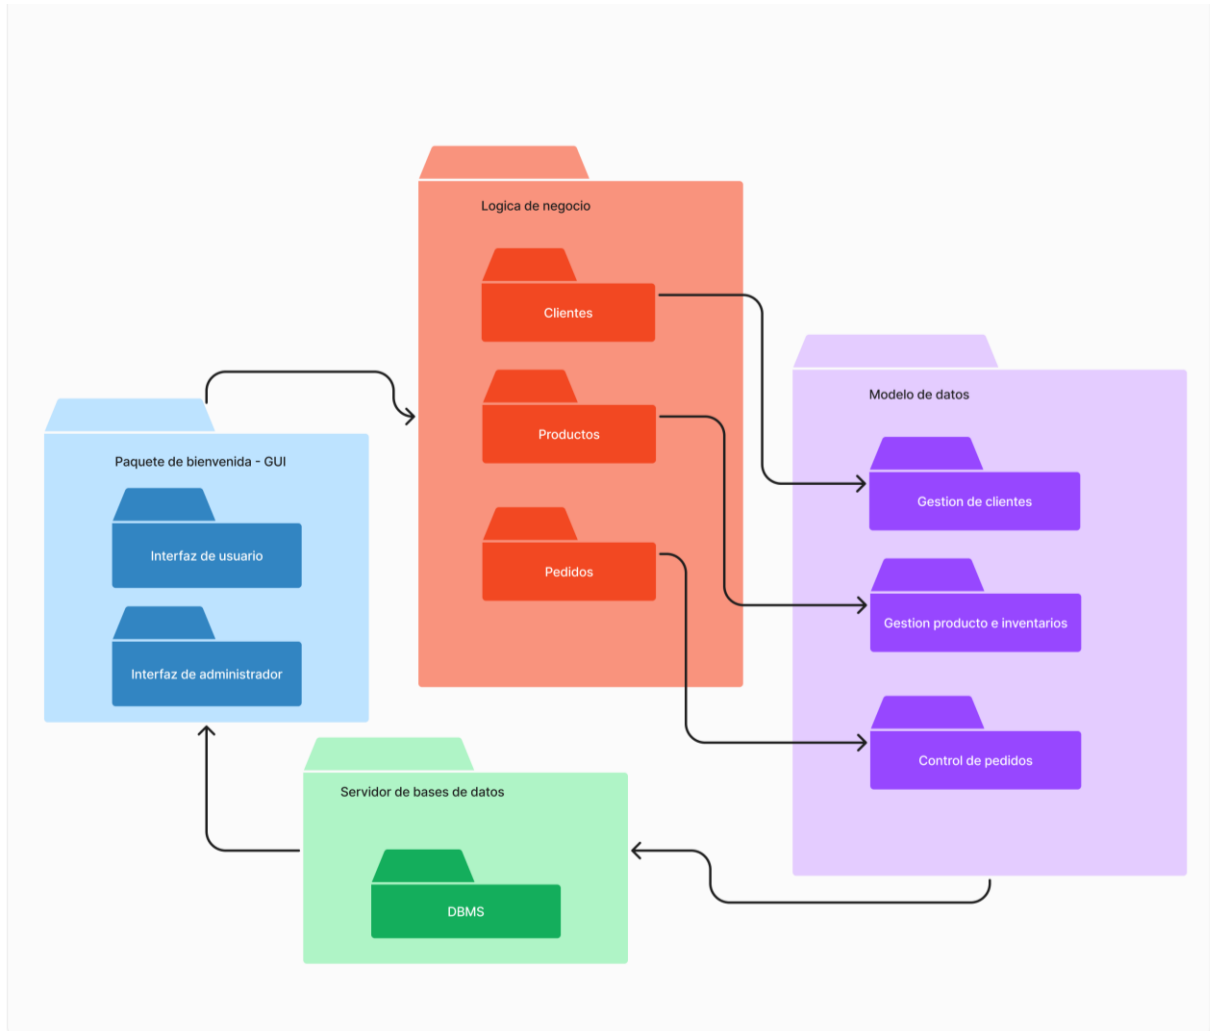 Logica de negocio
Clientes
Productos
Pedidos
Modelo de datos
Gestion de clientes
Gestion producto e inventarios
Control de pedidos
Paquete de bienvenida - GUI
Interfaz de usuario
Interfaz de administrador
Servidor de bases de datos
DBMS